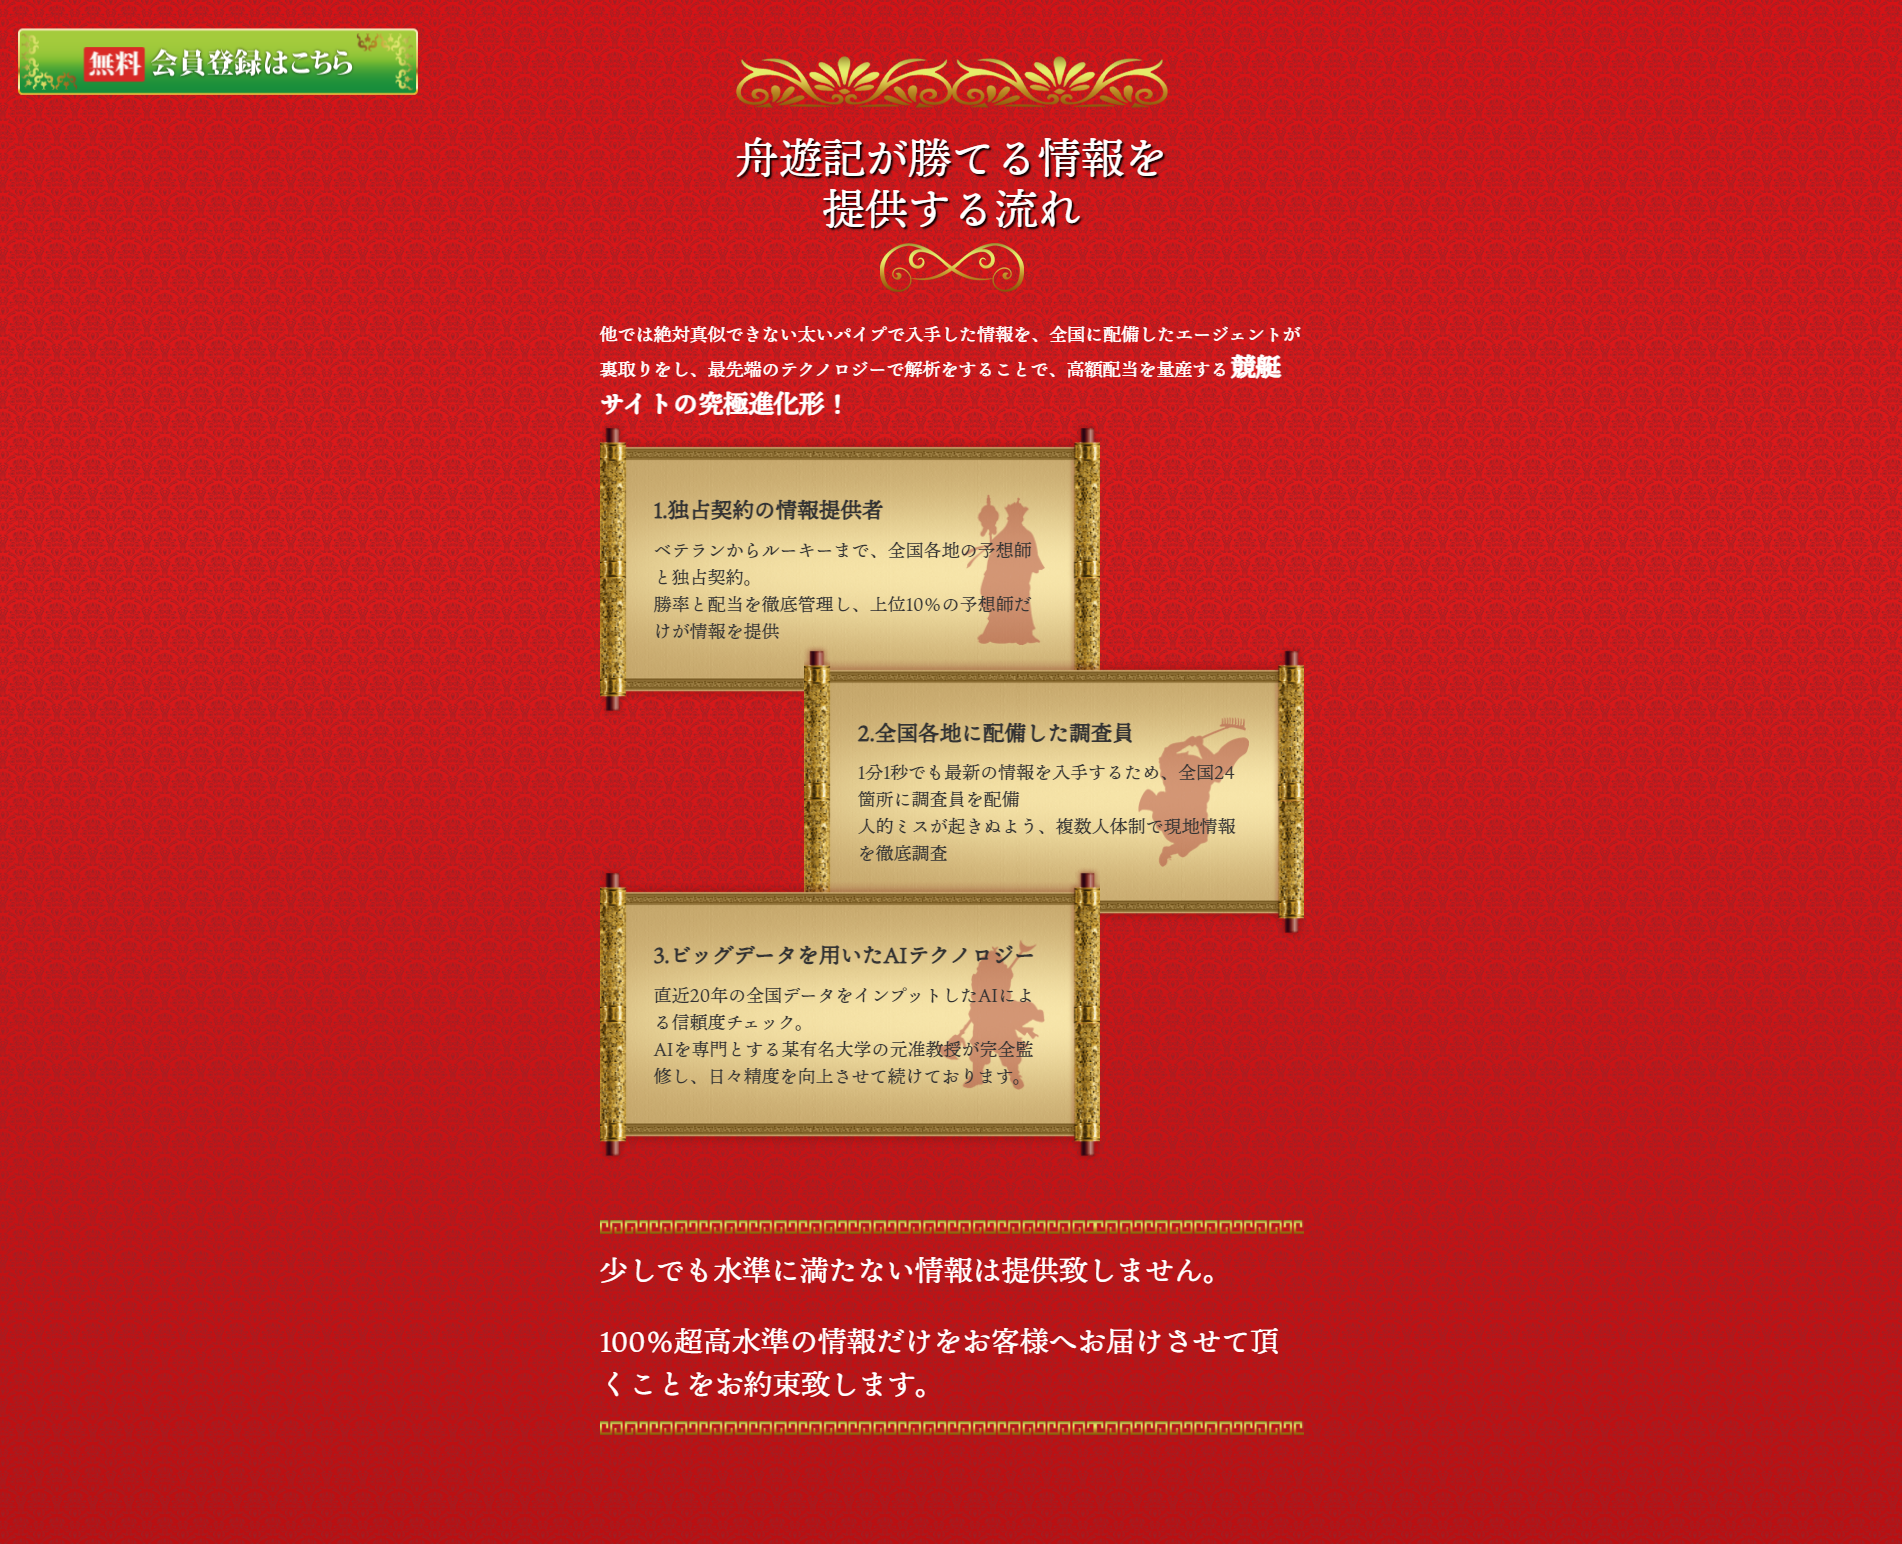 無料 会員登録はこちら
舟遊記が勝てる情報を
提供する流れ
他では絶対真似できない太いパイプで入手した情報を、全国に配備したエージェントが
裏取りをし、最先端のテクノロジーで解析をすることで、高額配当を量産する競艇
サイトの究極進化形！
1.独占契約の情報提供者
ベテランからルーキーまで、全国各地の予想師
と独占契約。
勝率と配当を徹底管理し、上位10％の予想師だ
けが情報を提供
2.全国各地に配備した調査員
1分1秒でも最新の情報を入手するため、全国24
箇所に調査員を配備
人的ミスが起きぬよう、複数人体制で現地情報
を徹底調査
3.ビッグデータを用いたAIテクノロジー
直近20年の全国データをインプットしたAIによ
る信頼度チェック。
AIを専門とする某有名大学の元准教授が完全監
修し、日々精度を向上させて続けております。
少しでも水準に満たない情報は提供致しません。
100％超高水準の情報だけをお客様へお届けさせて頂
くことをお約束致します。